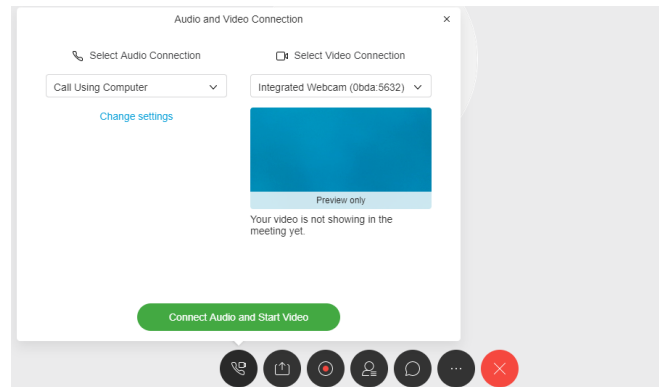 Audio and Video Connection
Select Audio Connection
Select Video Connection
Call Using Computer
Integrated Webcam (0bda:5632)
Change settings
Preview only
Your video is not showing in the
meeting yet.
Connect Audio and Start Video